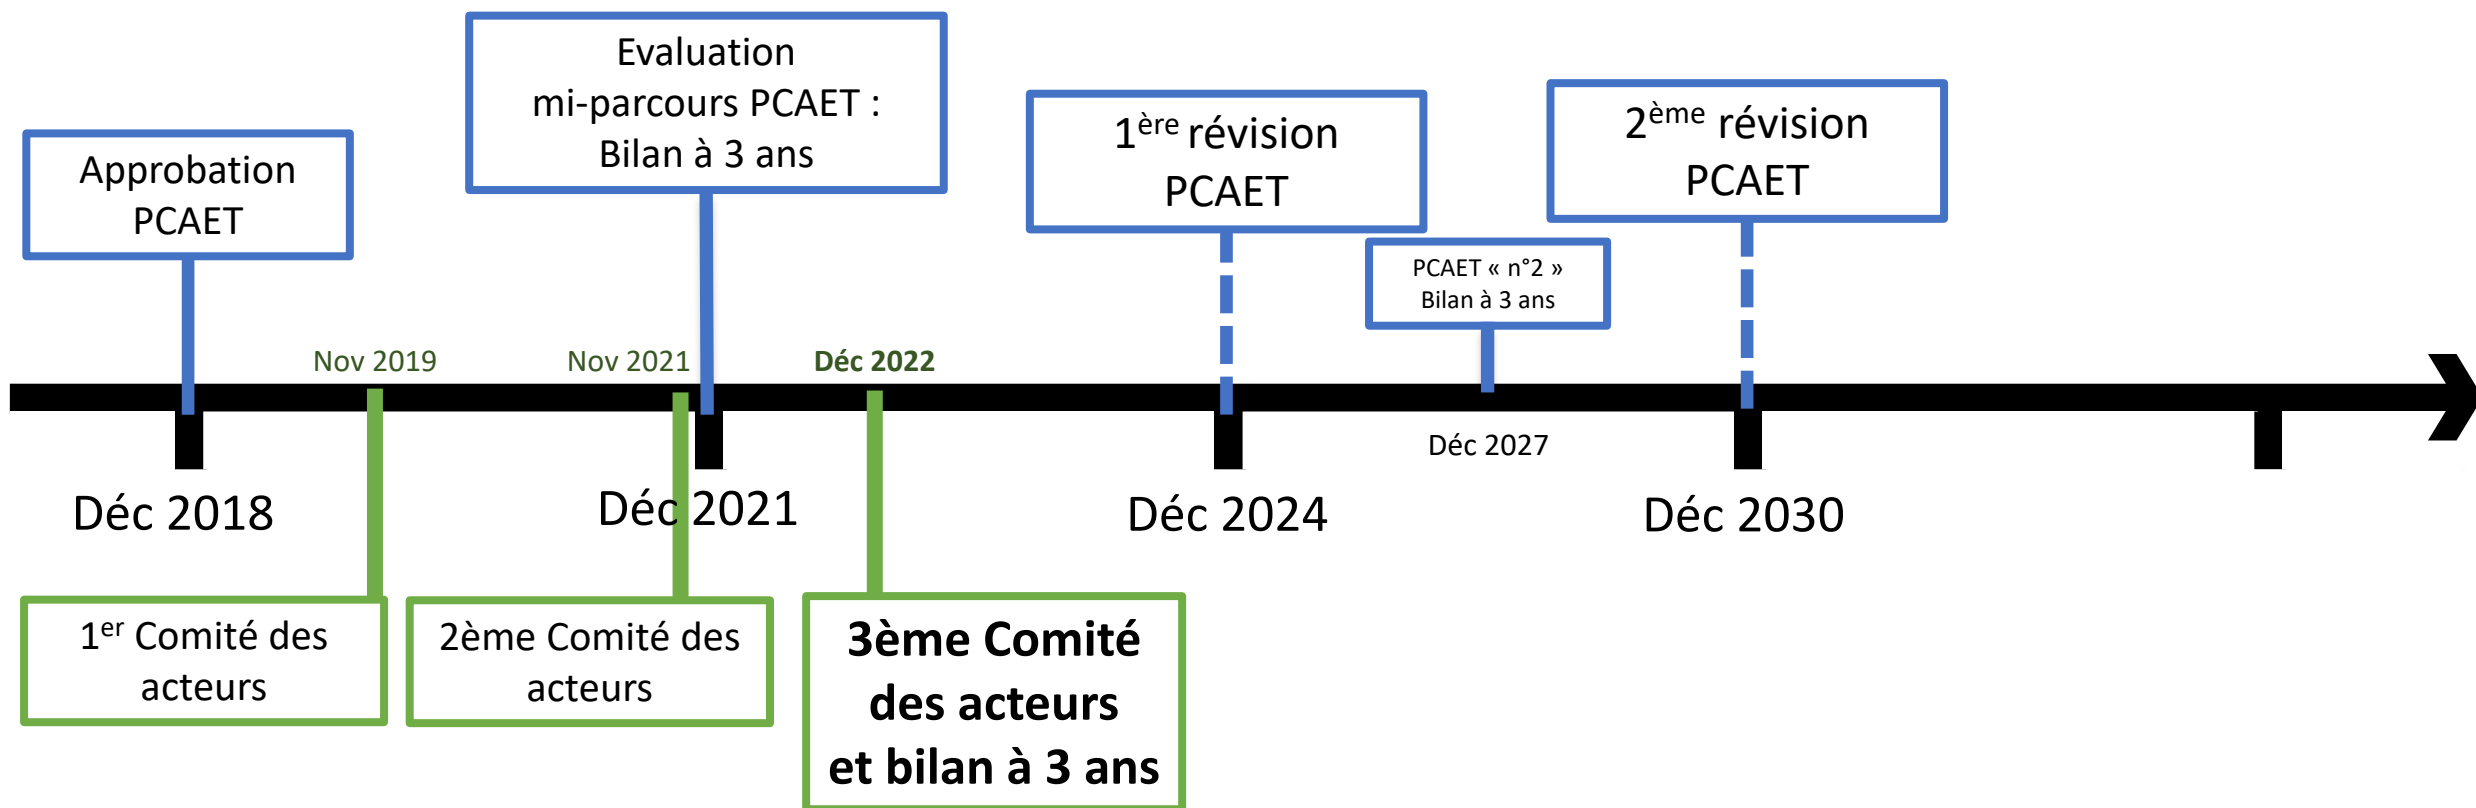 Approbation
PCAET
Evaluation
mi-parcours PCAET :
Bilan à 3 ans
1ère révision
PCAET
2ème révision
PCAET
PCAET « n°2 »
Bilan à 3 ans
Nov 2019
Nov 2021
Déc 2022
Déc 2027
Déc 2018
Déc 2021
Déc 2024
Déc 2030
1er Comité des
acteurs
2ème Comité des
acteurs
3ème Comité
des acteurs
et bilan à 3 ans